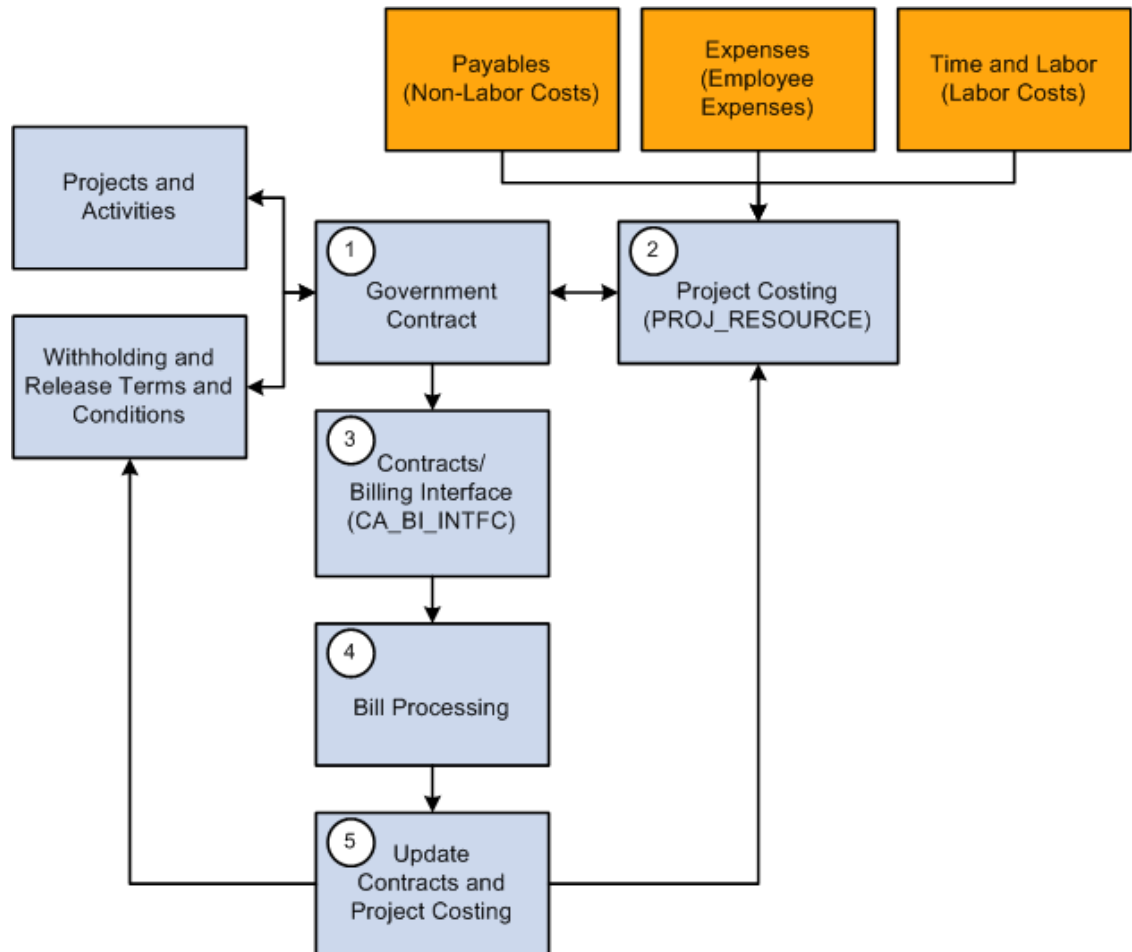 Payables
(Non-Labor Costs)
Expenses
(Employee
Expenses)
Time and Labor
(Labor Costs)
Projects and
Activities
1
Government
Contract
2
Project Costing
(PROJ_RESOURCE)
Withholding and
Release Terms and
Conditions
3
Contracts/
Billing Interface
(CA_BI_INTFC)
4
Bill Processing
5
Update
Contracts and
Project Costing